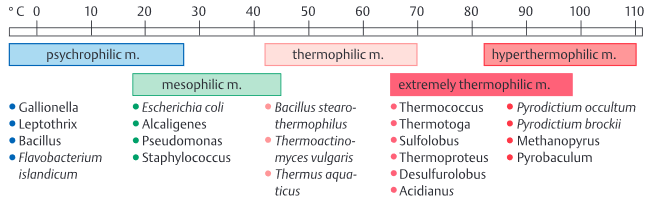 ° C 0 10 20 30 40 50 60 70 80 90 100 110
psychrophilic m.
thermophilic m.
hyperthermophilic m.
mesophilic m.
extremely thermophilic m.
Gallionella
Leptothrix
Bacillus
Flavobacterium
islandicum
Escherichia coli
Alcaligenes
Pseudomonas
Staphylococcus
Bacillus stearo-
thermophilus
Thermoactino-
myces vulgaris
Thermus aqua-
ticus
Thermococcus
Thermotoga
Sulfolobus
Thermoproteus
Desulfurolobus
Acidianus
Pyrodictium occultum
Pyrodictium brockii
Methanopyrus
Pyrobaculum